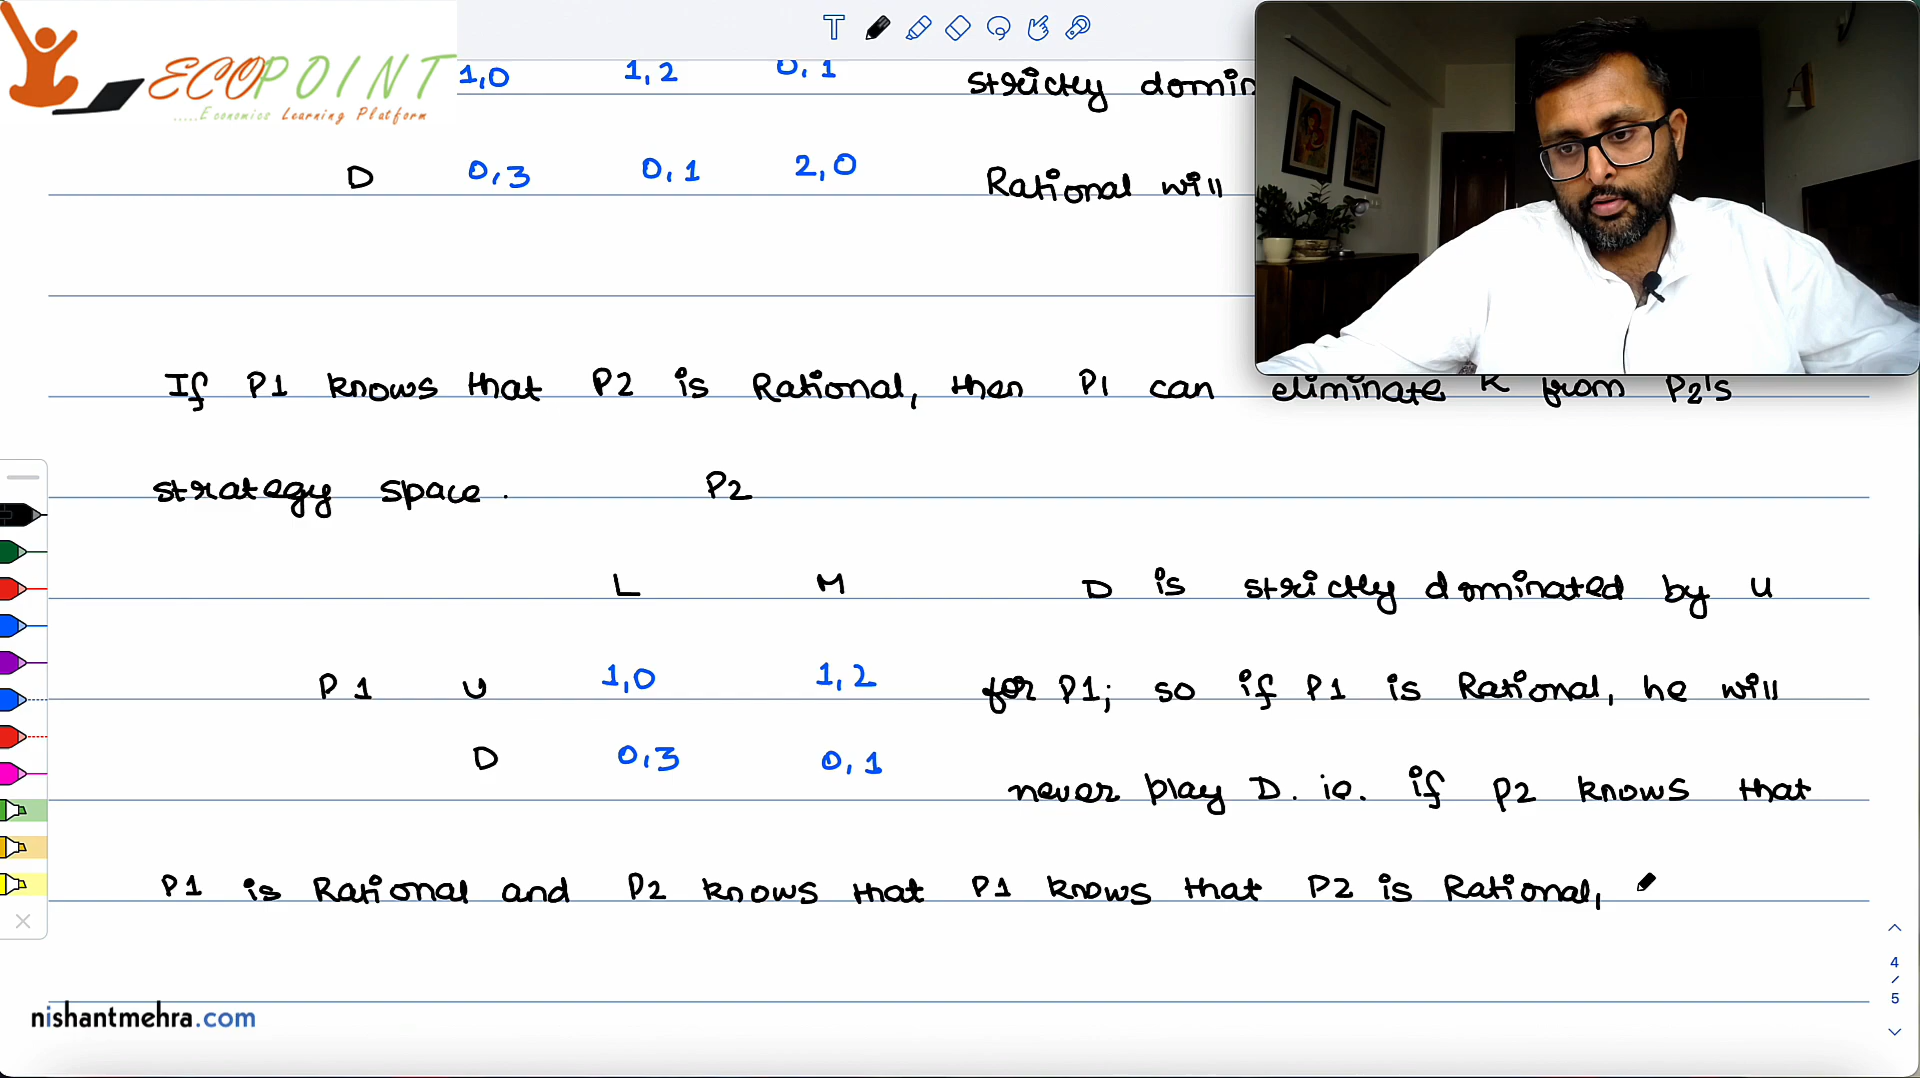 ECOPOINT
.....Economics Learning Platform
1,0 1,2 0,1 strictly
D 0,3 0,1 2,0 Rational will
If P1 knows that P2 is Rational, then P1 can eliminate R from P2's
strategy space. P2
L M D is strictly dominated by U
P1 U 1,0 1,2 for P1; so if P1 is Rational, he will
D 0,3 0,1
never play D. ie. if P2 knows that
P1 is Rational and P2 knows that P1 knows that P2 is Rational,
4
/
5
nishantmehra.com